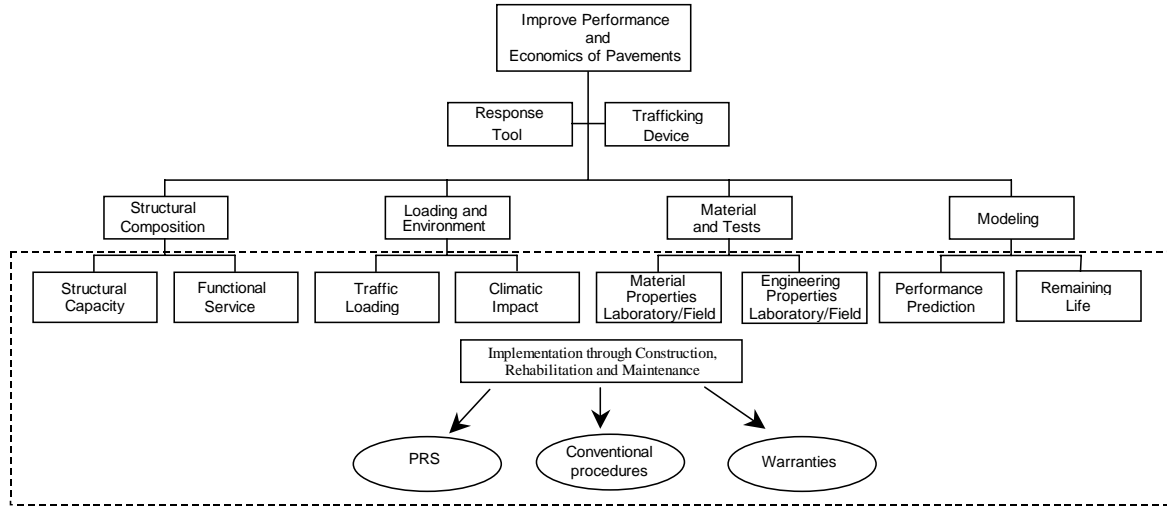 Improve Performance
and
Economics of Pavements
Response
Tool
Trafficking
Device
Structural
Composition
Loading and
Environment
Material
and Tests
Modeling
Structural
Capacity
Functional
Service
Traffic
Loading
Climatic
Impact
Material
Properties
Laboratory/Field
Engineering
Properties
Laboratory/Field
Performance
Prediction
Remaining
Life
Implementation through Construction,
Rehabilitation and Maintenance
PRS
Conventional
procedures
Warranties